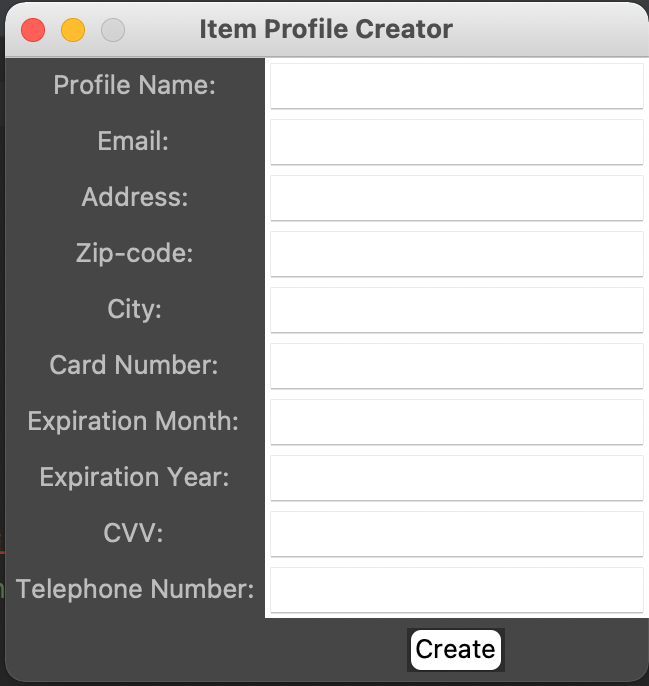 Item Profile Creator
Profile Name:
Email:
Address:
Zip-code:
City:
Card Number:
Expiration Month:
Expiration Year:
CVV:
Telephone Number:
Create